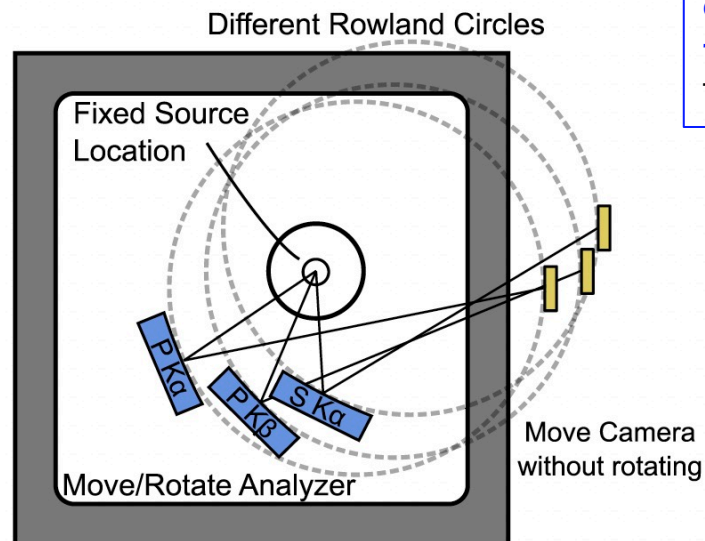 Different Rowland Circles
Fixed Source
Location
P Kα
P Kβ
S Kα
Move Camera
without rotating
Move/Rotate Analyzer